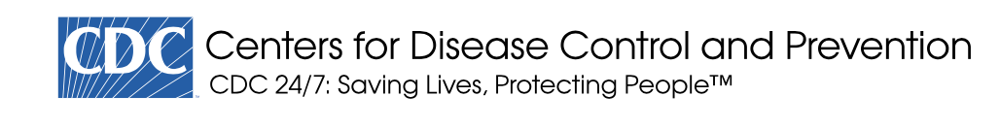 CDC Centers for Disease Control and Prevention
CDC 24/7: Saving Lives, Protecting People™